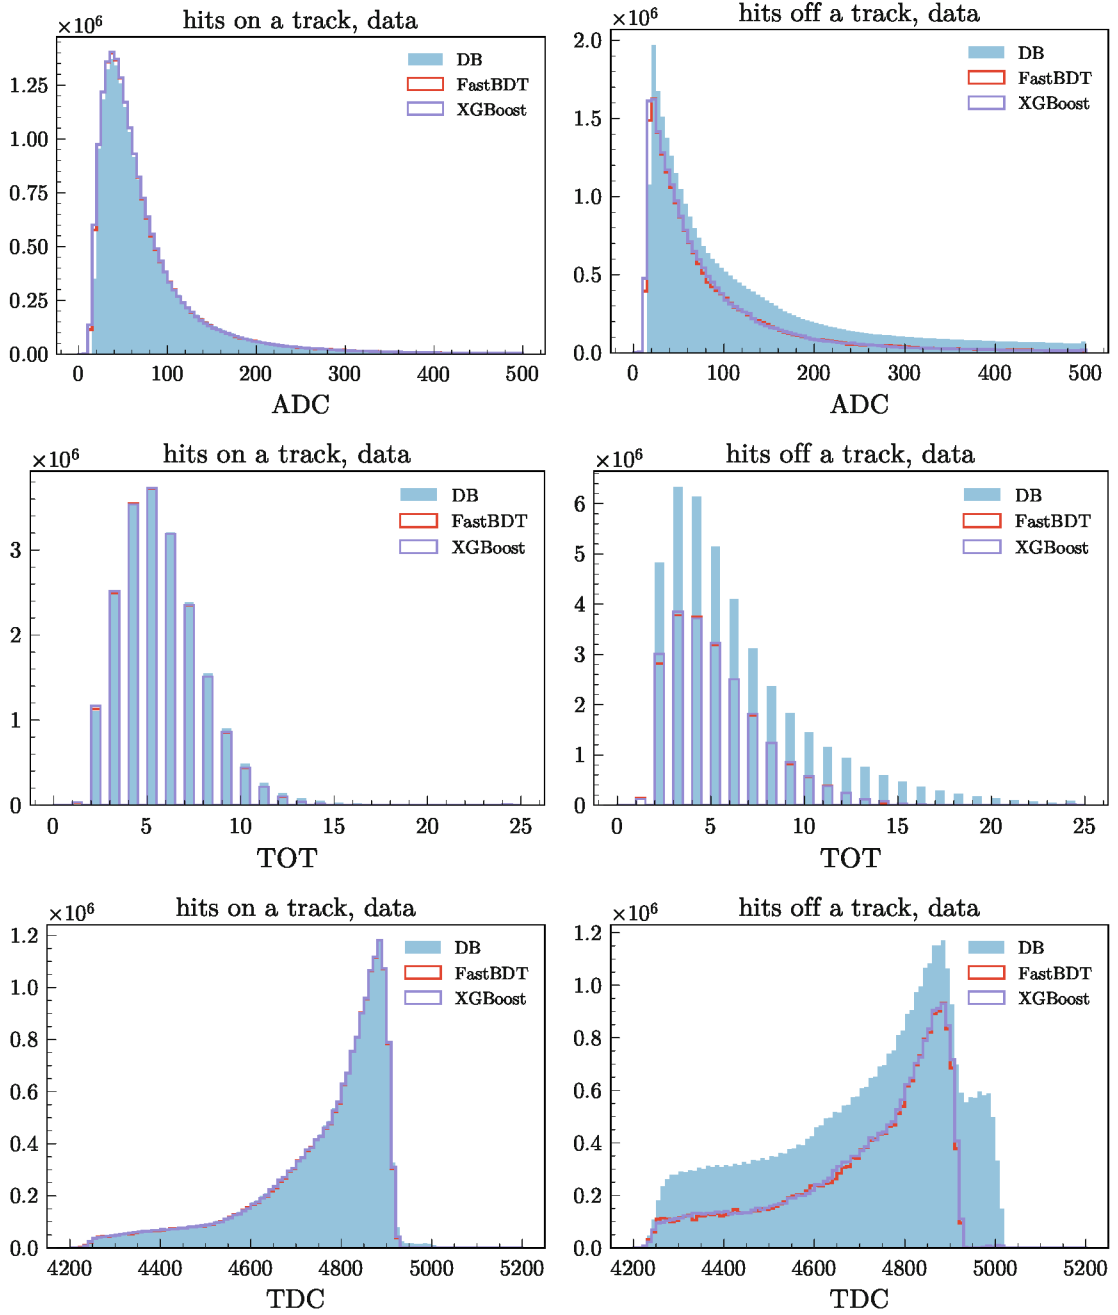 hits on a track, data
×10⁶
DB
FastBDT
XGBoost
1.25
1.00
0.75
0.50
0.25
0.00
0 100 200 300 400 500
ADC
hits off a track, data
×10⁶
DB
FastBDT
XGBoost
2.0
1.5
1.0
0.5
0.0
0 100 200 300 400 500
ADC
hits on a track, data
×10⁶
DB
FastBDT
XGBoost
3
2
1
0
0 5 10 15 20 25
TOT
hits off a track, data
×10⁶
DB
FastBDT
XGBoost
6
5
4
3
2
1
0
0 5 10 15 20 25
TOT
hits on a track, data
×10⁶
DB
FastBDT
XGBoost
1.2
1.0
0.8
0.6
0.4
0.2
0.0
4200 4400 4600 4800 5000 5200
TDC
hits off a track, data
×10⁶
DB
FastBDT
XGBoost
1.2
1.0
0.8
0.6
0.4
0.2
0.0
4200 4400 4600 4800 5000 5200
TDC